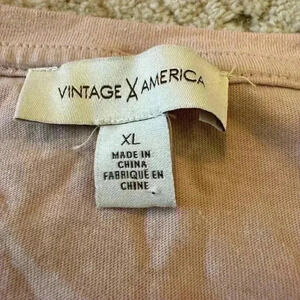 VINTAGE AMERICA
XL
MADE IN
CHINA
FABRIQUÉ EN
CHINE